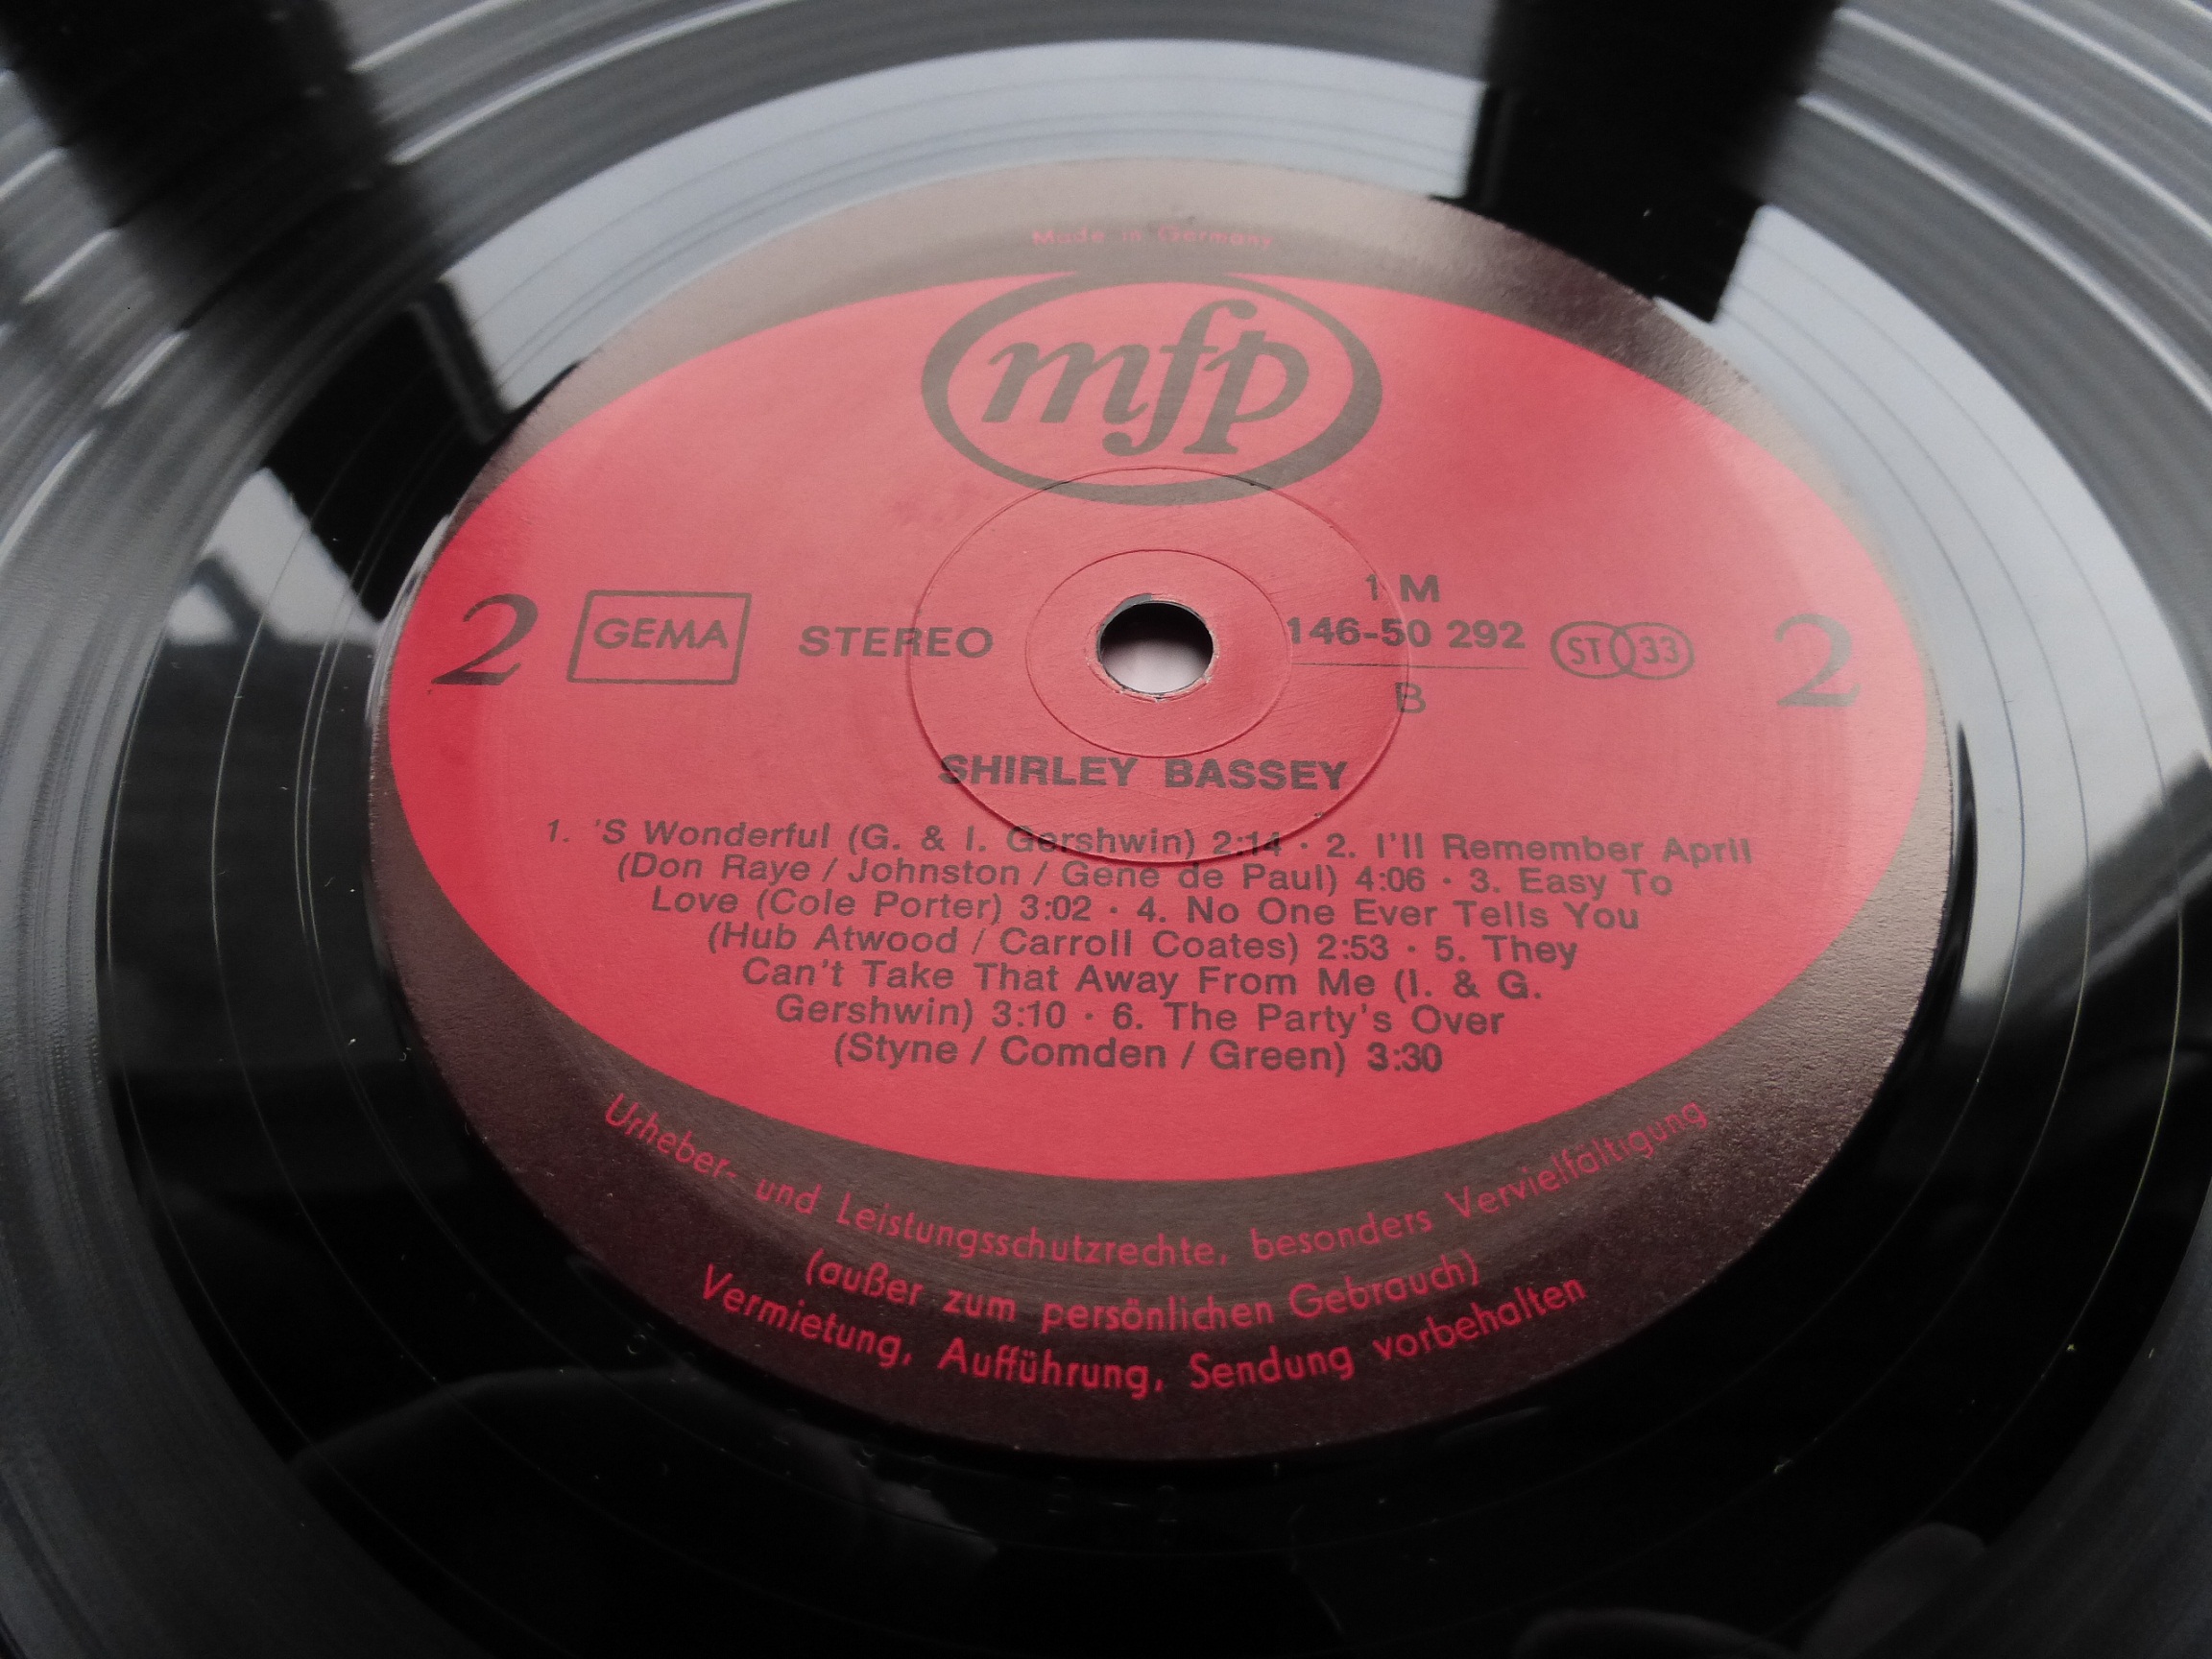 Made in Germany
mfp
2 GEMA STEREO 1 M 146-50 292 B ST 33 2
SHIRLEY BASSEY
1. 'S Wonderful (G. & I. Gershwin) 2:14 · 2. I'll Remember April
(Don Raye / Johnston / Gene de Paul) 4:06 · 3. Easy To
Love (Cole Porter) 3:02 · 4. No One Ever Tells You
(Hub Atwood / Carroll Coates) 2:53 · 5. They
Can't Take That Away From Me (I. & G.
Gershwin) 3:10 · 6. The Party's Over
(Styne / Comden / Green) 3:30
Urheber- und Leistungsschutzrechte, besonders Vervielfältigung
(außer zum persönlichen Gebrauch)
Vermietung, Aufführung, Sendung vorbehalten